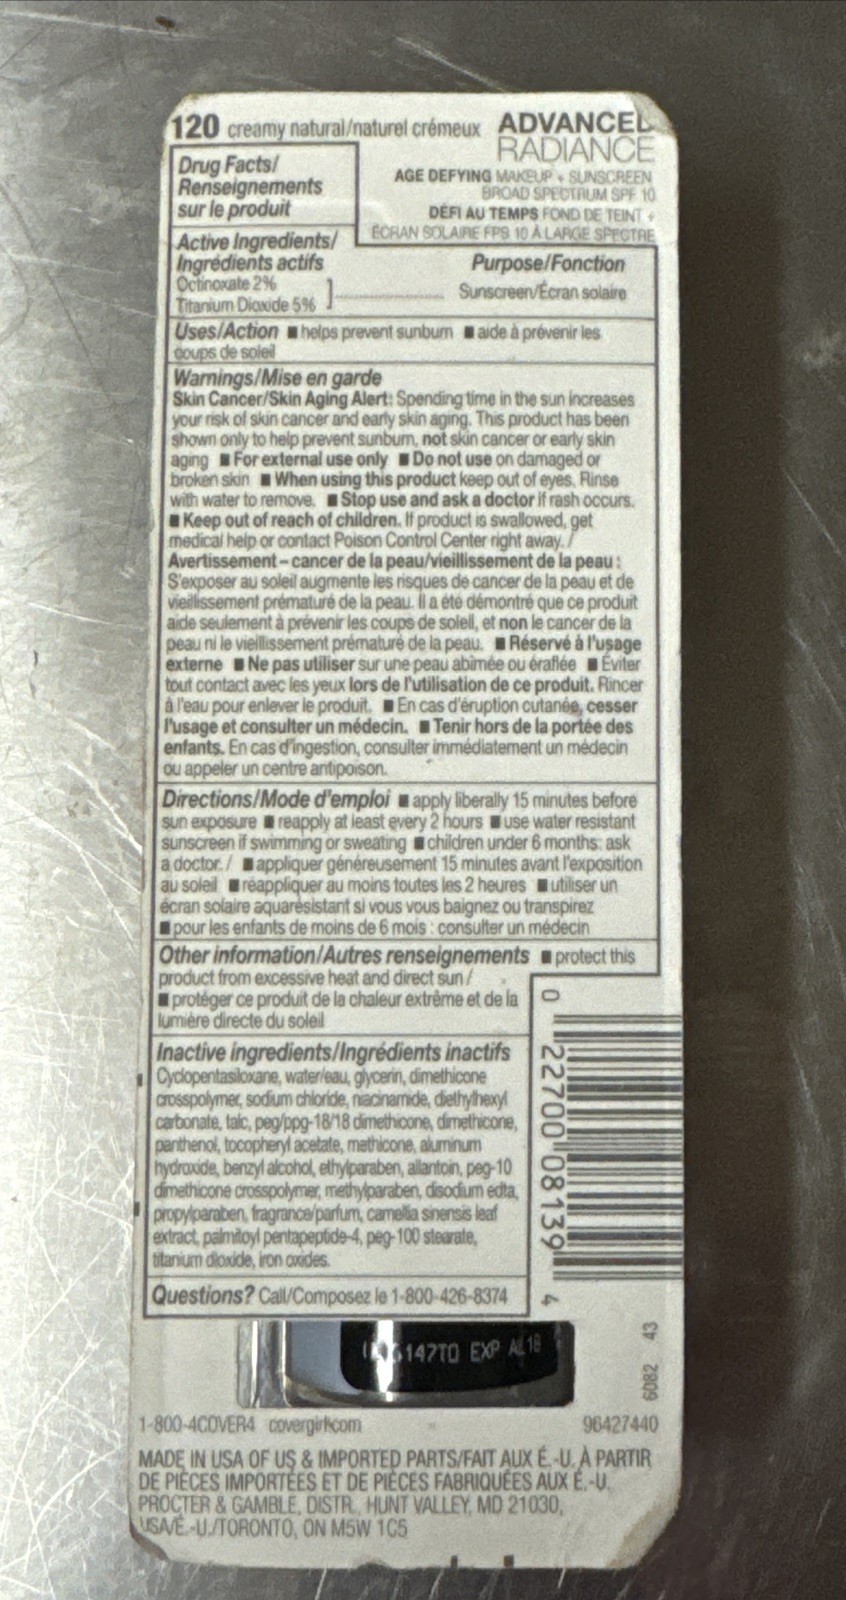 120 creamy natural/naturel crémeux
ADVANCED
RADIANCE
AGE DEFYING MAKEUP + SUNSCREEN
BROAD SPECTRUM SPF 10
DÉFI AU TEMPS FOND DE TEINT +
ÉCRAN SOLAIRE FPS 10 À LARGE SPECTRE
Drug Facts/
Renseignements
sur le produit
Active Ingredients/
Ingrédients actifs
Purpose/Fonction
Octinoxate 2%
Titanium Dioxide 5%
Sunscreen/Écran solaire
Uses/Action ■ helps prevent sunburn ■ aide à prévenir les
coups de soleil
Warnings/Mise en garde
Skin Cancer/Skin Aging Alert: Spending time in the sun increases
your risk of skin cancer and early skin aging. This product has been
shown only to help prevent sunburn, not skin cancer or early skin
aging ■ For external use only ■ Do not use on damaged or
broken skin ■ When using this product keep out of eyes. Rinse
with water to remove. ■ Stop use and ask a doctor if rash occurs.
■ Keep out of reach of children. If product is swallowed, get
medical help or contact Poison Control Center right away. /
Avertissement – cancer de la peau/vieillissement de la peau :
S'exposer au soleil augmente les risques de cancer de la peau et de
vieillissement prématuré de la peau. Il a été démontré que ce produit
aide seulement à prévenir les coups de soleil, et non le cancer de la
peau ni le vieillissement prématuré de la peau. ■ Réservé à l'usage
externe ■ Ne pas utiliser sur une peau abîmée ou éraflée ■ Éviter
tout contact avec les yeux lors de l'utilisation de ce produit. Rincer
à l'eau pour enlever le produit. ■ En cas d'éruption cutanée, cesser
l'usage et consulter un médecin. ■ Tenir hors de la portée des
enfants. En cas d'ingestion, consulter immédiatement un médecin
ou appeler un centre antipoison.
Directions/Mode d'emploi ■ apply liberally 15 minutes before
sun exposure ■ reapply at least every 2 hours ■ use water resistant
sunscreen if swimming or sweating ■ children under 6 months: ask
a doctor. / ■ appliquer généreusement 15 minutes avant l'exposition
au soleil ■ réappliquer au moins toutes les 2 heures ■ utiliser un
écran solaire aquarésistant si vous vous baignez ou transpirez
■ pour les enfants de moins de 6 mois : consulter un médecin
Other information/Autres renseignements ■ protect this
product from excessive heat and direct sun /
■ protéger ce produit de la chaleur extrême et de la
lumière directe du soleil
Inactive ingredients/Ingrédients inactifs
Cyclopentasiloxane, water/eau, glycerin, dimethicone
crosspolymer, sodium chloride, niacinamide, diethylhexyl
carbonate, talc, peg/ppg-18/18 dimethicone, dimethicone,
panthenol, tocopheryl acetate, methicone, aluminum
hydroxide, benzyl alcohol, ethylparaben, allantoin, peg-10
dimethicone crosspolymer, methylparaben, disodium edta,
propylparaben, fragrance/parfum, camellia sinensis leaf
extract, palmitoyl pentapeptide-4, peg-100 stearate,
titanium dioxide, iron oxides.
Questions? Call/Composez le 1-800-426-8374
0 22700 08139 4
EXP
6082 43
1-800-4COVER4 covergirl.com 96427440
MADE IN USA OF US & IMPORTED PARTS/FAIT AUX É.-U. À PARTIR
DE PIÈCES IMPORTÉES ET DE PIÈCES FABRIQUÉES AUX É.-U.
PROCTER & GAMBLE, DISTR., HUNT VALLEY, MD 21030,
USA/É.-U./TORONTO, ON M5W 1C5